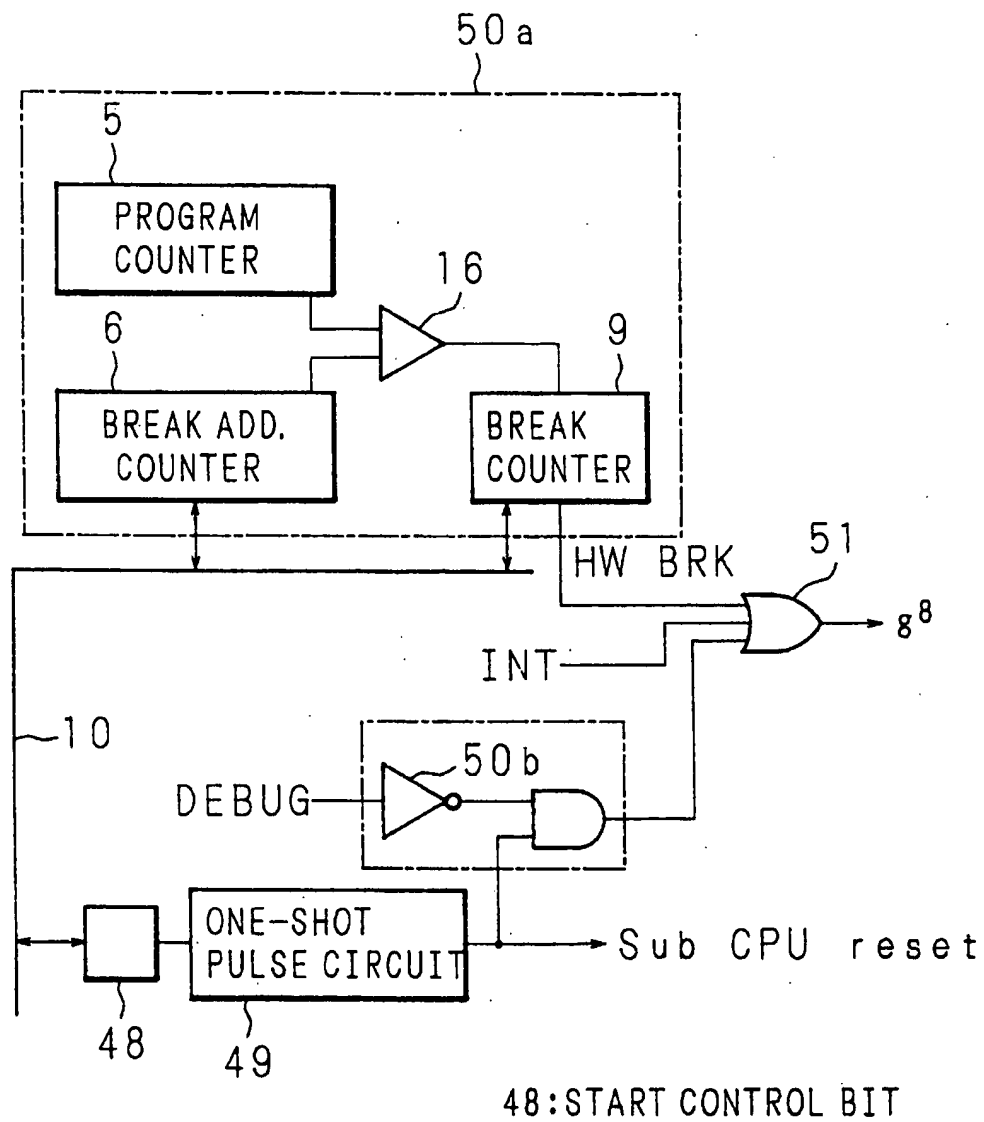 50a
5
PROGRAM
COUNTER
16
6
BREAK ADD.
COUNTER
9
BREAK
COUNTER
HW BRK
51
g8
INT
10
50b
DEBUG
ONE-SHOT
PULSE CIRCUIT
Sub CPU reset
48
49
48:START CONTROL BIT